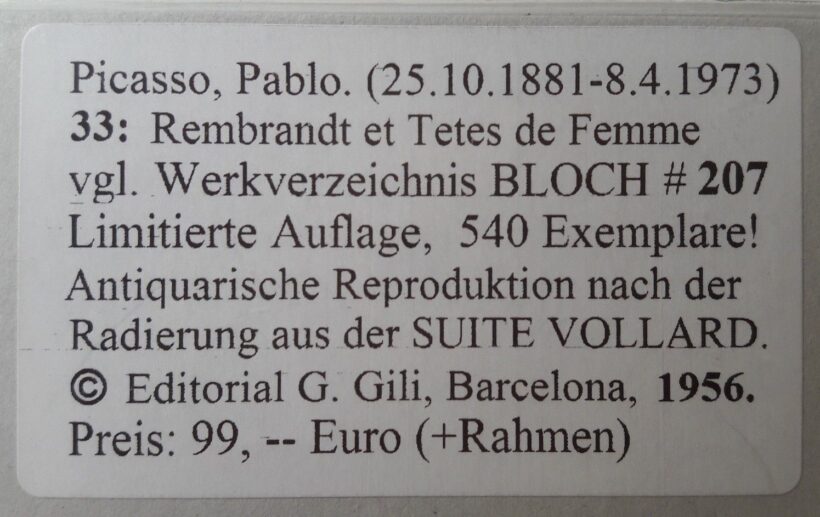 Picasso, Pablo. (25.10.1881-8.4.1973)
33: Rembrandt et Tetes de Femme
vgl. Werkverzeichnis BLOCH # 207
Limitierte Auflage, 540 Exemplare!
Antiquarische Reproduktion nach der
Radierung aus der SUITE VOLLARD.
© Editorial G. Gili, Barcelona, 1956.
Preis: 99, -- Euro (+Rahmen)